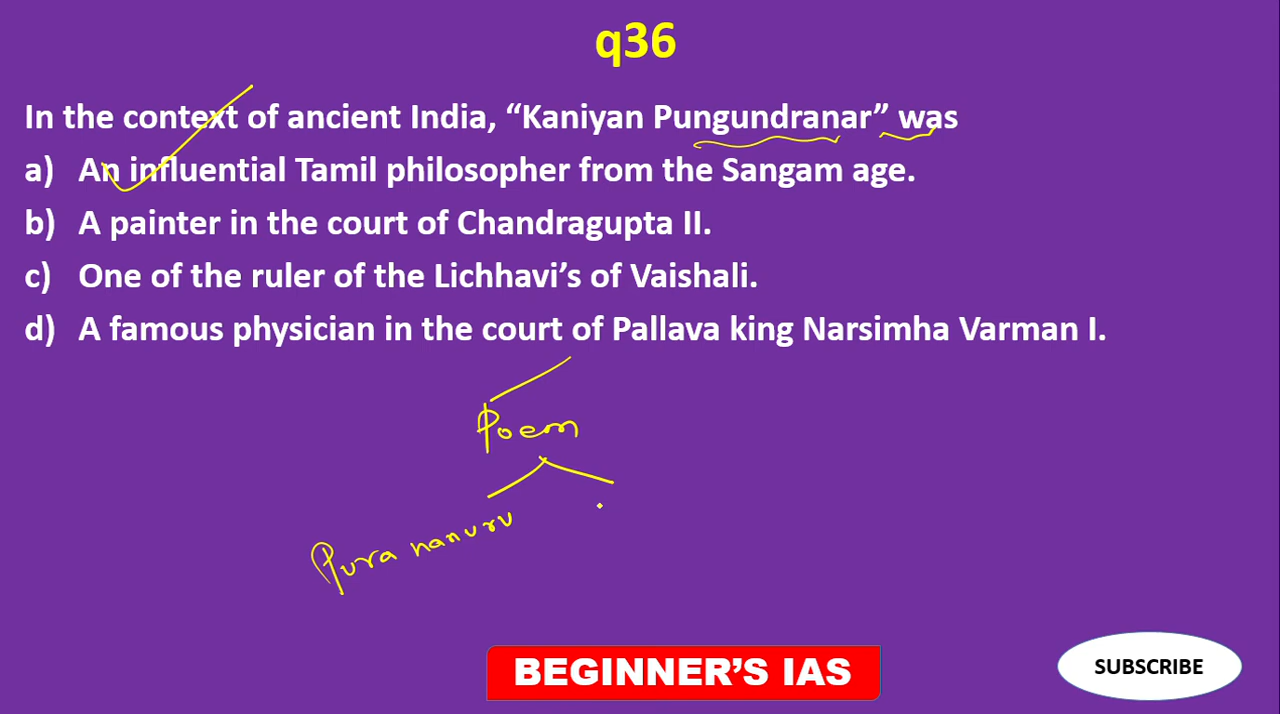 q36
In the context of ancient India, “Kaniyan Pungundranar” was
a) An influential Tamil philosopher from the Sangam age.
b) A painter in the court of Chandragupta II.
c) One of the ruler of the Lichhavi’s of Vaishali.
d) A famous physician in the court of Pallava king Narsimha Varman I.
Poem
Pura nanuru
BEGINNER’S IAS
SUBSCRIBE